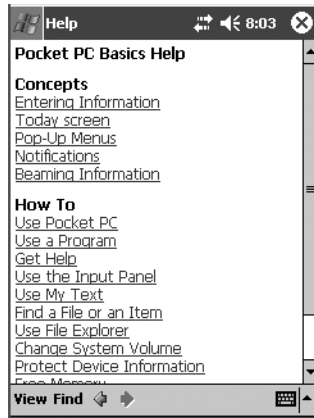 Help 8:03
Pocket PC Basics Help
Concepts
Entering Information
Today screen
Pop-Up Menus
Notifications
Beaming Information
How To
Use Pocket PC
Use a Program
Get Help
Use the Input Panel
Use My Text
Find a File or an Item
Use File Explorer
Change System Volume
Protect Device Information
Free Memory
View Find